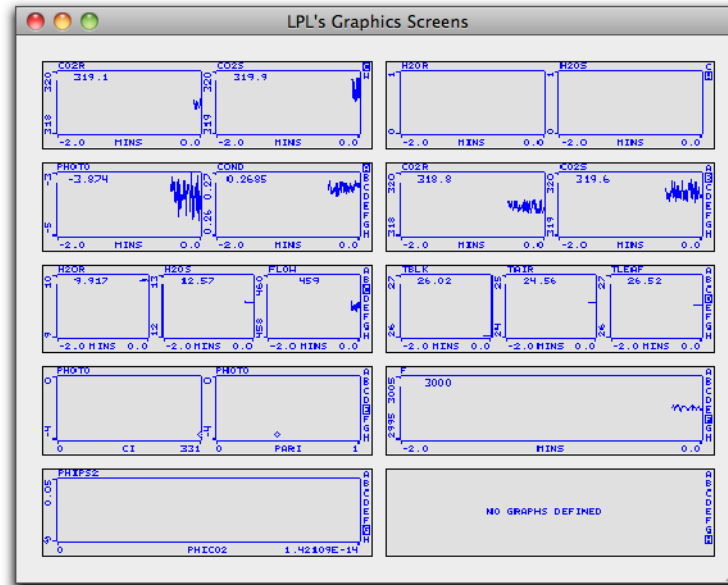 LPL's Graphics Screens
CO2R CO2S
319.1 319.9
320 318 320 319
-2.0 MINS 0.0 -2.0 MINS 0.0
C
H2OR H2OS
1 0 1 0
-2.0 MINS 0.0 -2.0 MINS 0.0
C
PHOTO COND
-3.874 0.2685
-3 -5 0.27 0.26
-2.0 MINS 0.0 -2.0 MINS 0.0
B
C
D
E
F
G
H
CO2R CO2S
318.8 319.6
320 318 320 319
-2.0 MINS 0.0 -2.0 MINS 0.0
A
B
C
D
E
F
G
H
H2OR H2OS FLOW
9.917 12.57 459
10 9 13 12 460 458
-2.0 MINS 0.0 -2.0 MINS 0.0 -2.0 MINS 0.0
A
B
C
D
E
F
G
H
TBLK TAIR TLEAF
26.02 24.56 26.52
27 26 25 24 27 26
-2.0 MINS 0.0 -2.0 MINS 0.0 -2.0 MINS 0.0
A
B
C
D
E
F
G
H
PHOTO PHOTO
0 -4 0 -4
0 CI 331 0 PARI 1
A
B
C
D
E
F
G
H
F
3000
3005 2995
-2.0 MINS 0.0
A
B
C
D
E
F
G
H
PHIPS2
0.05
0 PHICO2 1.42109E-14
A
B
C
D
E
F
G
H
NO GRAPHS DEFINED
A
B
C
D
E
F
G